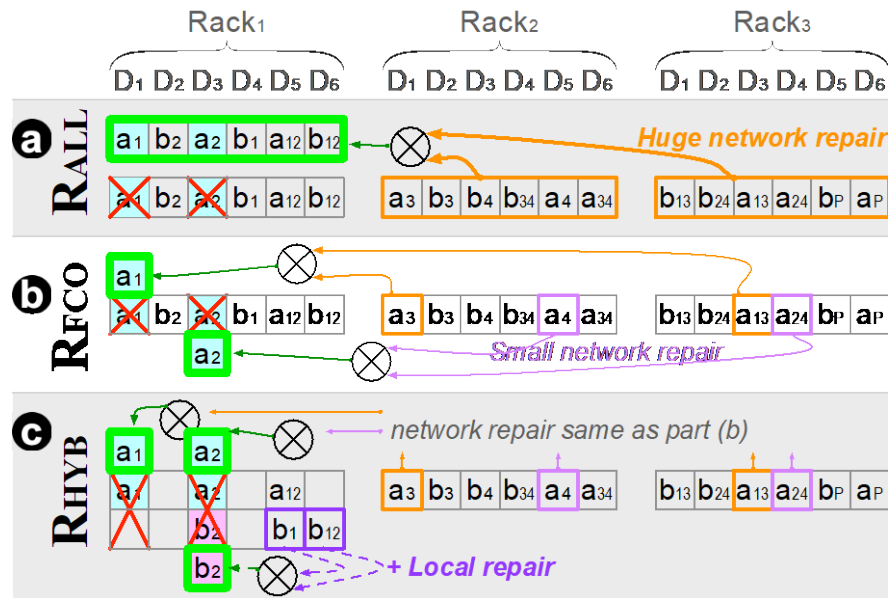 Rack1 Rack2 Rack3
D1 D2 D3 D4 D5 D6 D1 D2 D3 D4 D5 D6 D1 D2 D3 D4 D5 D6
a RALL
a1 b2 a2 b1 a12 b12 Huge network repair
a1 b2 a2 b1 a12 b12 a3 b3 b4 b34 a4 a34 b13 b24 a13 a24 bP aP
b RFCO
a1
a1 b2 a2 b1 a12 b12 a3 b3 b4 b34 a4 a34 b13 b24 a13 a24 bP aP
a2 Small network repair
c RHYB
a1 a2 network repair same as part (b)
a1 a2 a12 a3 b3 b4 b34 a4 a34 b13 b24 a13 a24 bP aP
b2 b1 b12
b2 + Local repair